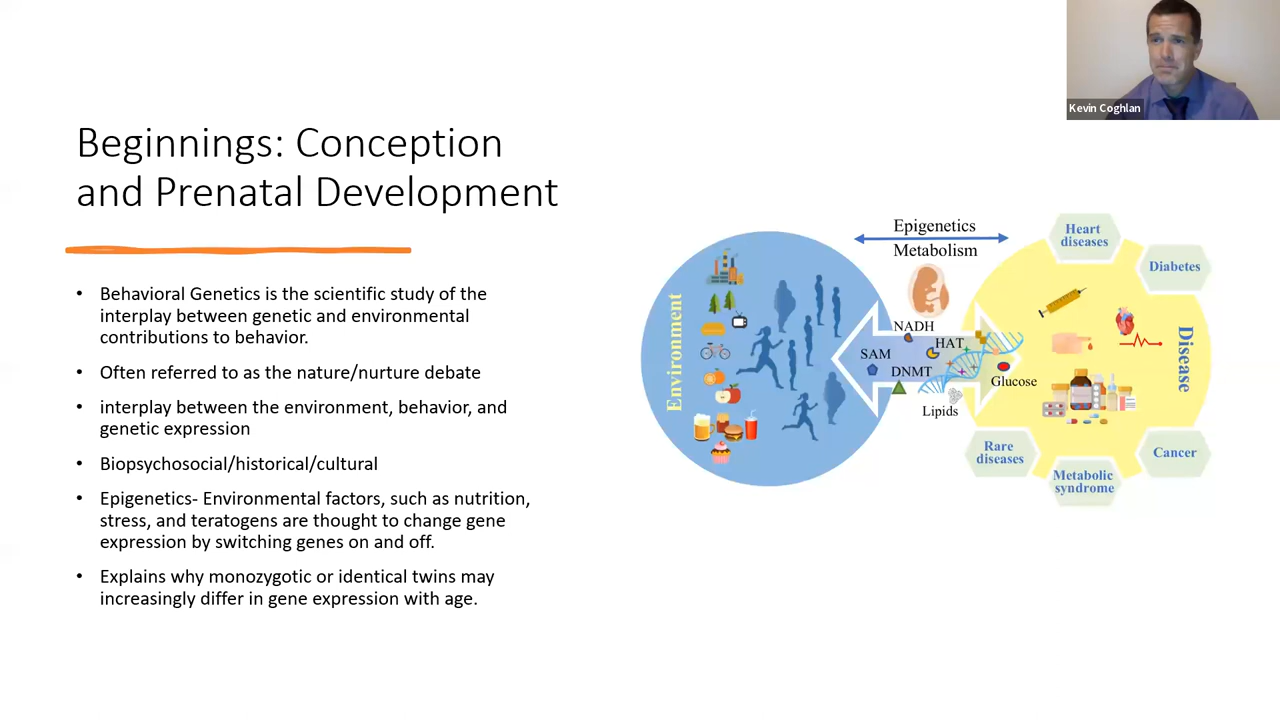 Beginnings: Conception
and Prenatal Development
• Behavioral Genetics is the scientific study of the
interplay between genetic and environmental
contributions to behavior.
• Often referred to as the nature/nurture debate
• interplay between the environment, behavior, and
genetic expression
• Biopsychosocial/historical/cultural
• Epigenetics- Environmental factors, such as nutrition,
stress, and teratogens are thought to change gene
expression by switching genes on and off.
• Explains why monozygotic or identical twins may
increasingly differ in gene expression with age.
Kevin Coghlan
Environment
Epigenetics
Metabolism
NADH
HAT
SAM
DNMT
Glucose
Lipids
Heart
diseases
Diabetes
Disease
Cancer
Metabolic
syndrome
Rare
diseases